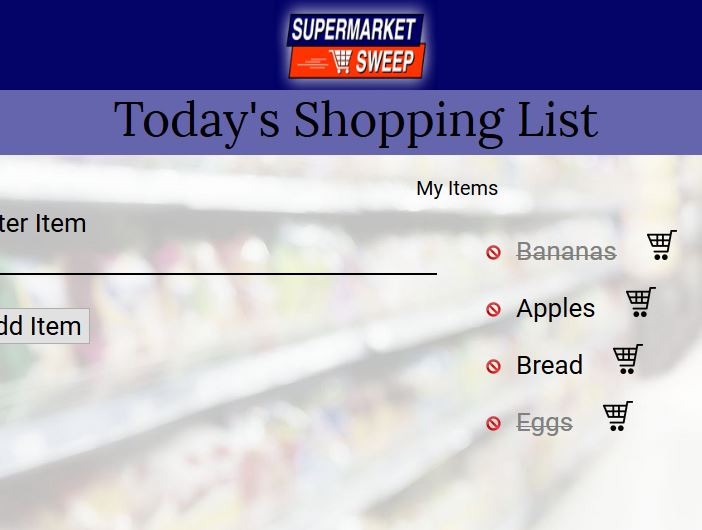 SUPERMARKET
SWEEP
Today's Shopping List
My Items
ter Item
Bananas
dd Item
Apples
Bread
Eggs